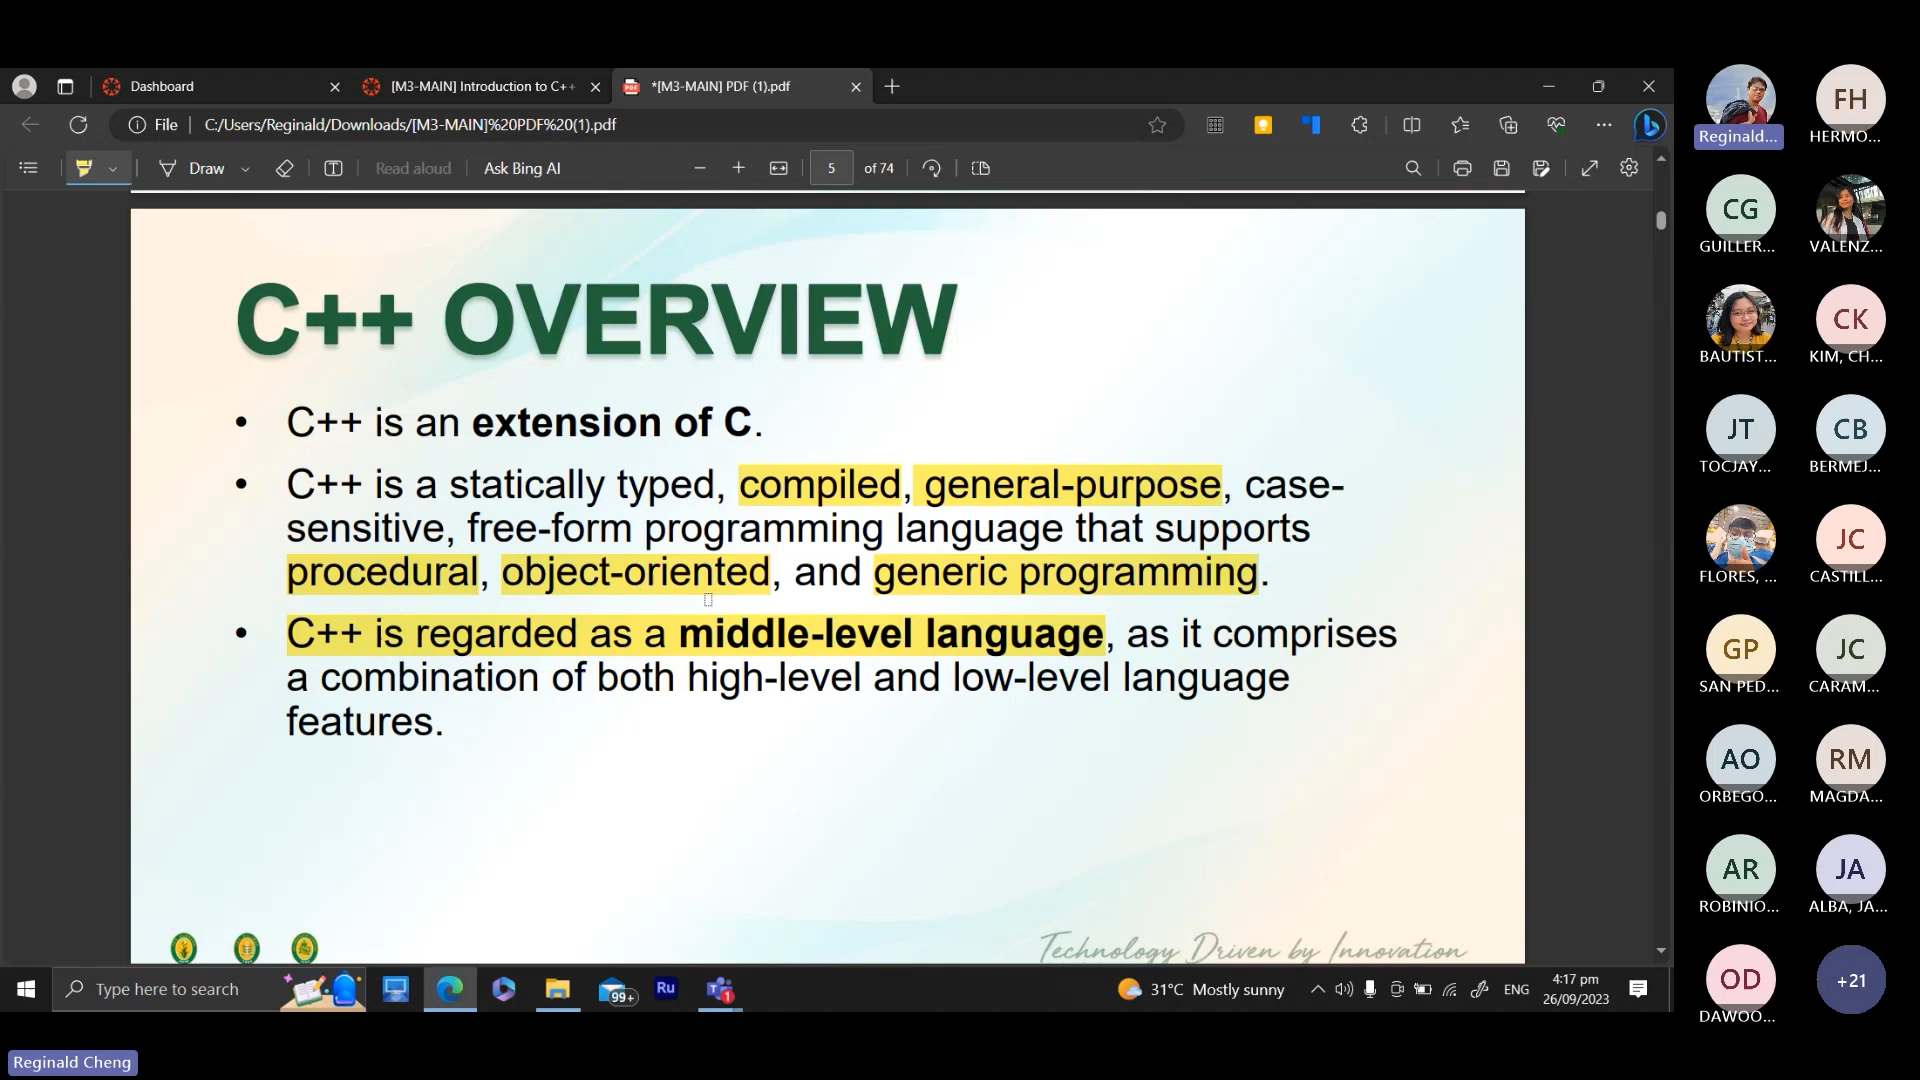 Dashboard
[M3-MAIN] Introduction to C++
*[M3-MAIN] PDF (1).pdf
File
C:/Users/Reginald/Downloads/[M3-MAIN]%20PDF%20(1).pdf
Draw
Read aloud
Ask Bing AI
5
of 74
C++ OVERVIEW
• C++ is an extension of C.
• C++ is a statically typed, compiled, general-purpose, case-
sensitive, free-form programming language that supports
procedural, object-oriented, and generic programming.
• C++ is regarded as a middle-level language, as it comprises
a combination of both high-level and low-level language
features.
Technology Driven by Innovation
Type here to search
99+
Ru
1
31°C Mostly sunny
ENG
4:17 pm
26/09/2023
Reginald Cheng
Reginald...
FH
HERMO...
CG
GUILLER...
VALENZ...
BAUTIST...
CK
KIM, CH...
JT
TOCJAY...
CB
BERMEJ...
FLORES, ...
JC
CASTILL...
GP
SAN PED...
JC
CARAM...
AO
ORBEGO...
RM
MAGDA...
AR
ROBINIO...
JA
ALBA, JA...
OD
DAWOO...
+21